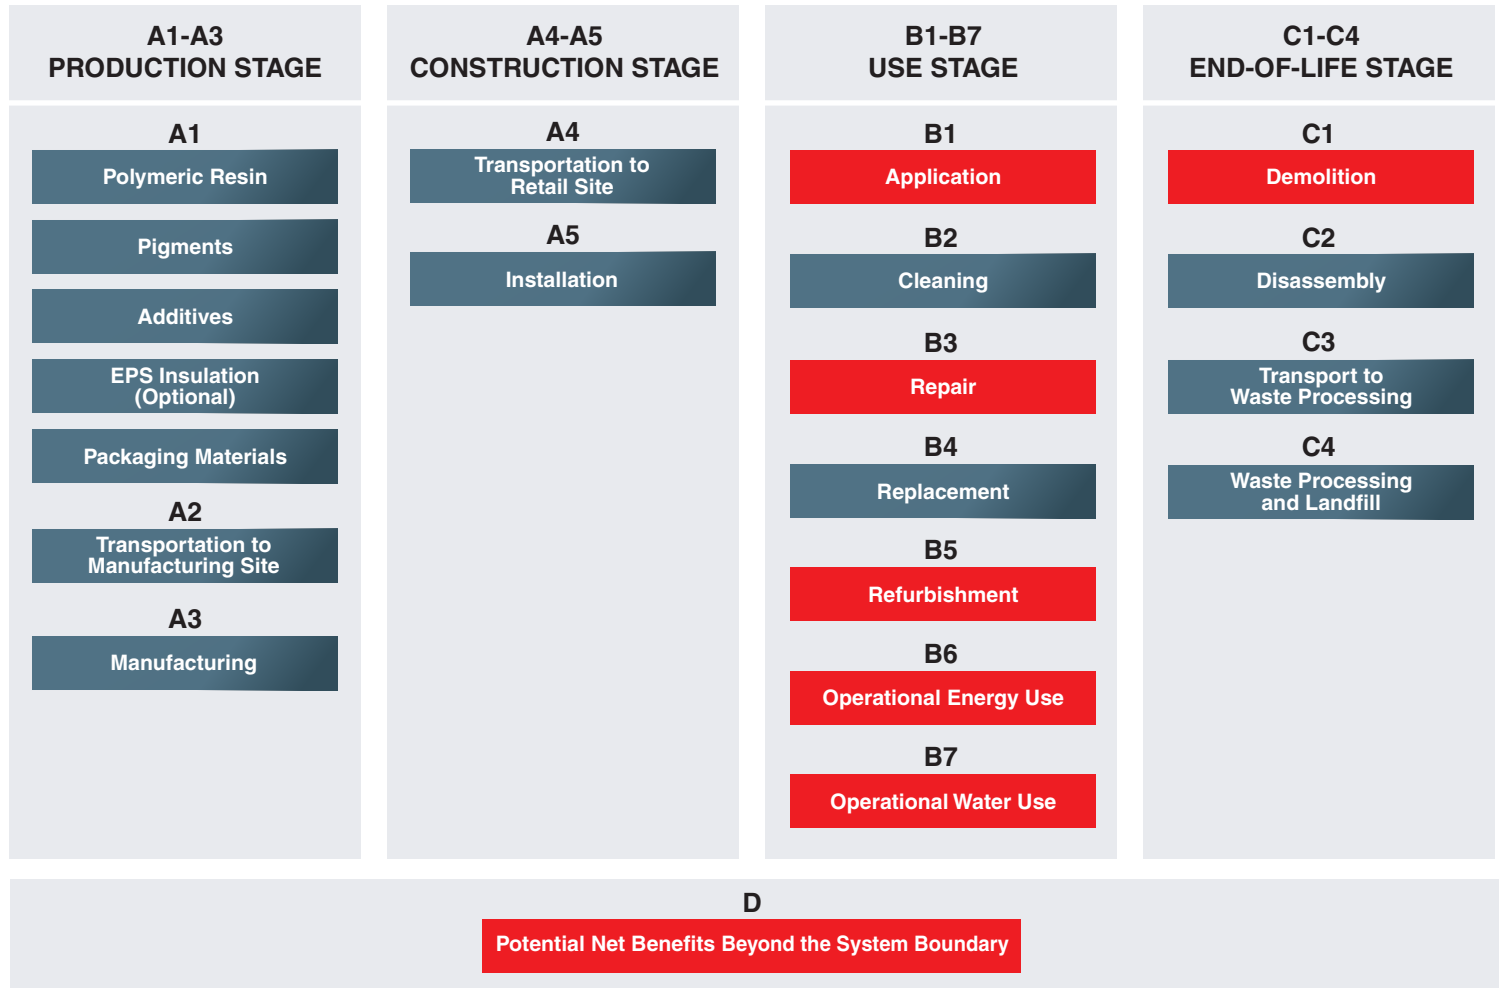 A1-A3
PRODUCTION STAGE
A1
Polymeric Resin
Pigments
Additives
EPS Insulation
(Optional)
Packaging Materials
A2
Transportation to
Manufacturing Site
A3
Manufacturing
A4-A5
CONSTRUCTION STAGE
A4
Transportation to
Retail Site
A5
Installation
B1-B7
USE STAGE
B1
Application
B2
Cleaning
B3
Repair
B4
Replacement
B5
Refurbishment
B6
Operational Energy Use
B7
Operational Water Use
C1-C4
END-OF-LIFE STAGE
C1
Demolition
C2
Disassembly
C3
Transport to
Waste Processing
C4
Waste Processing
and Landfill
D
Potential Net Benefits Beyond the System Boundary